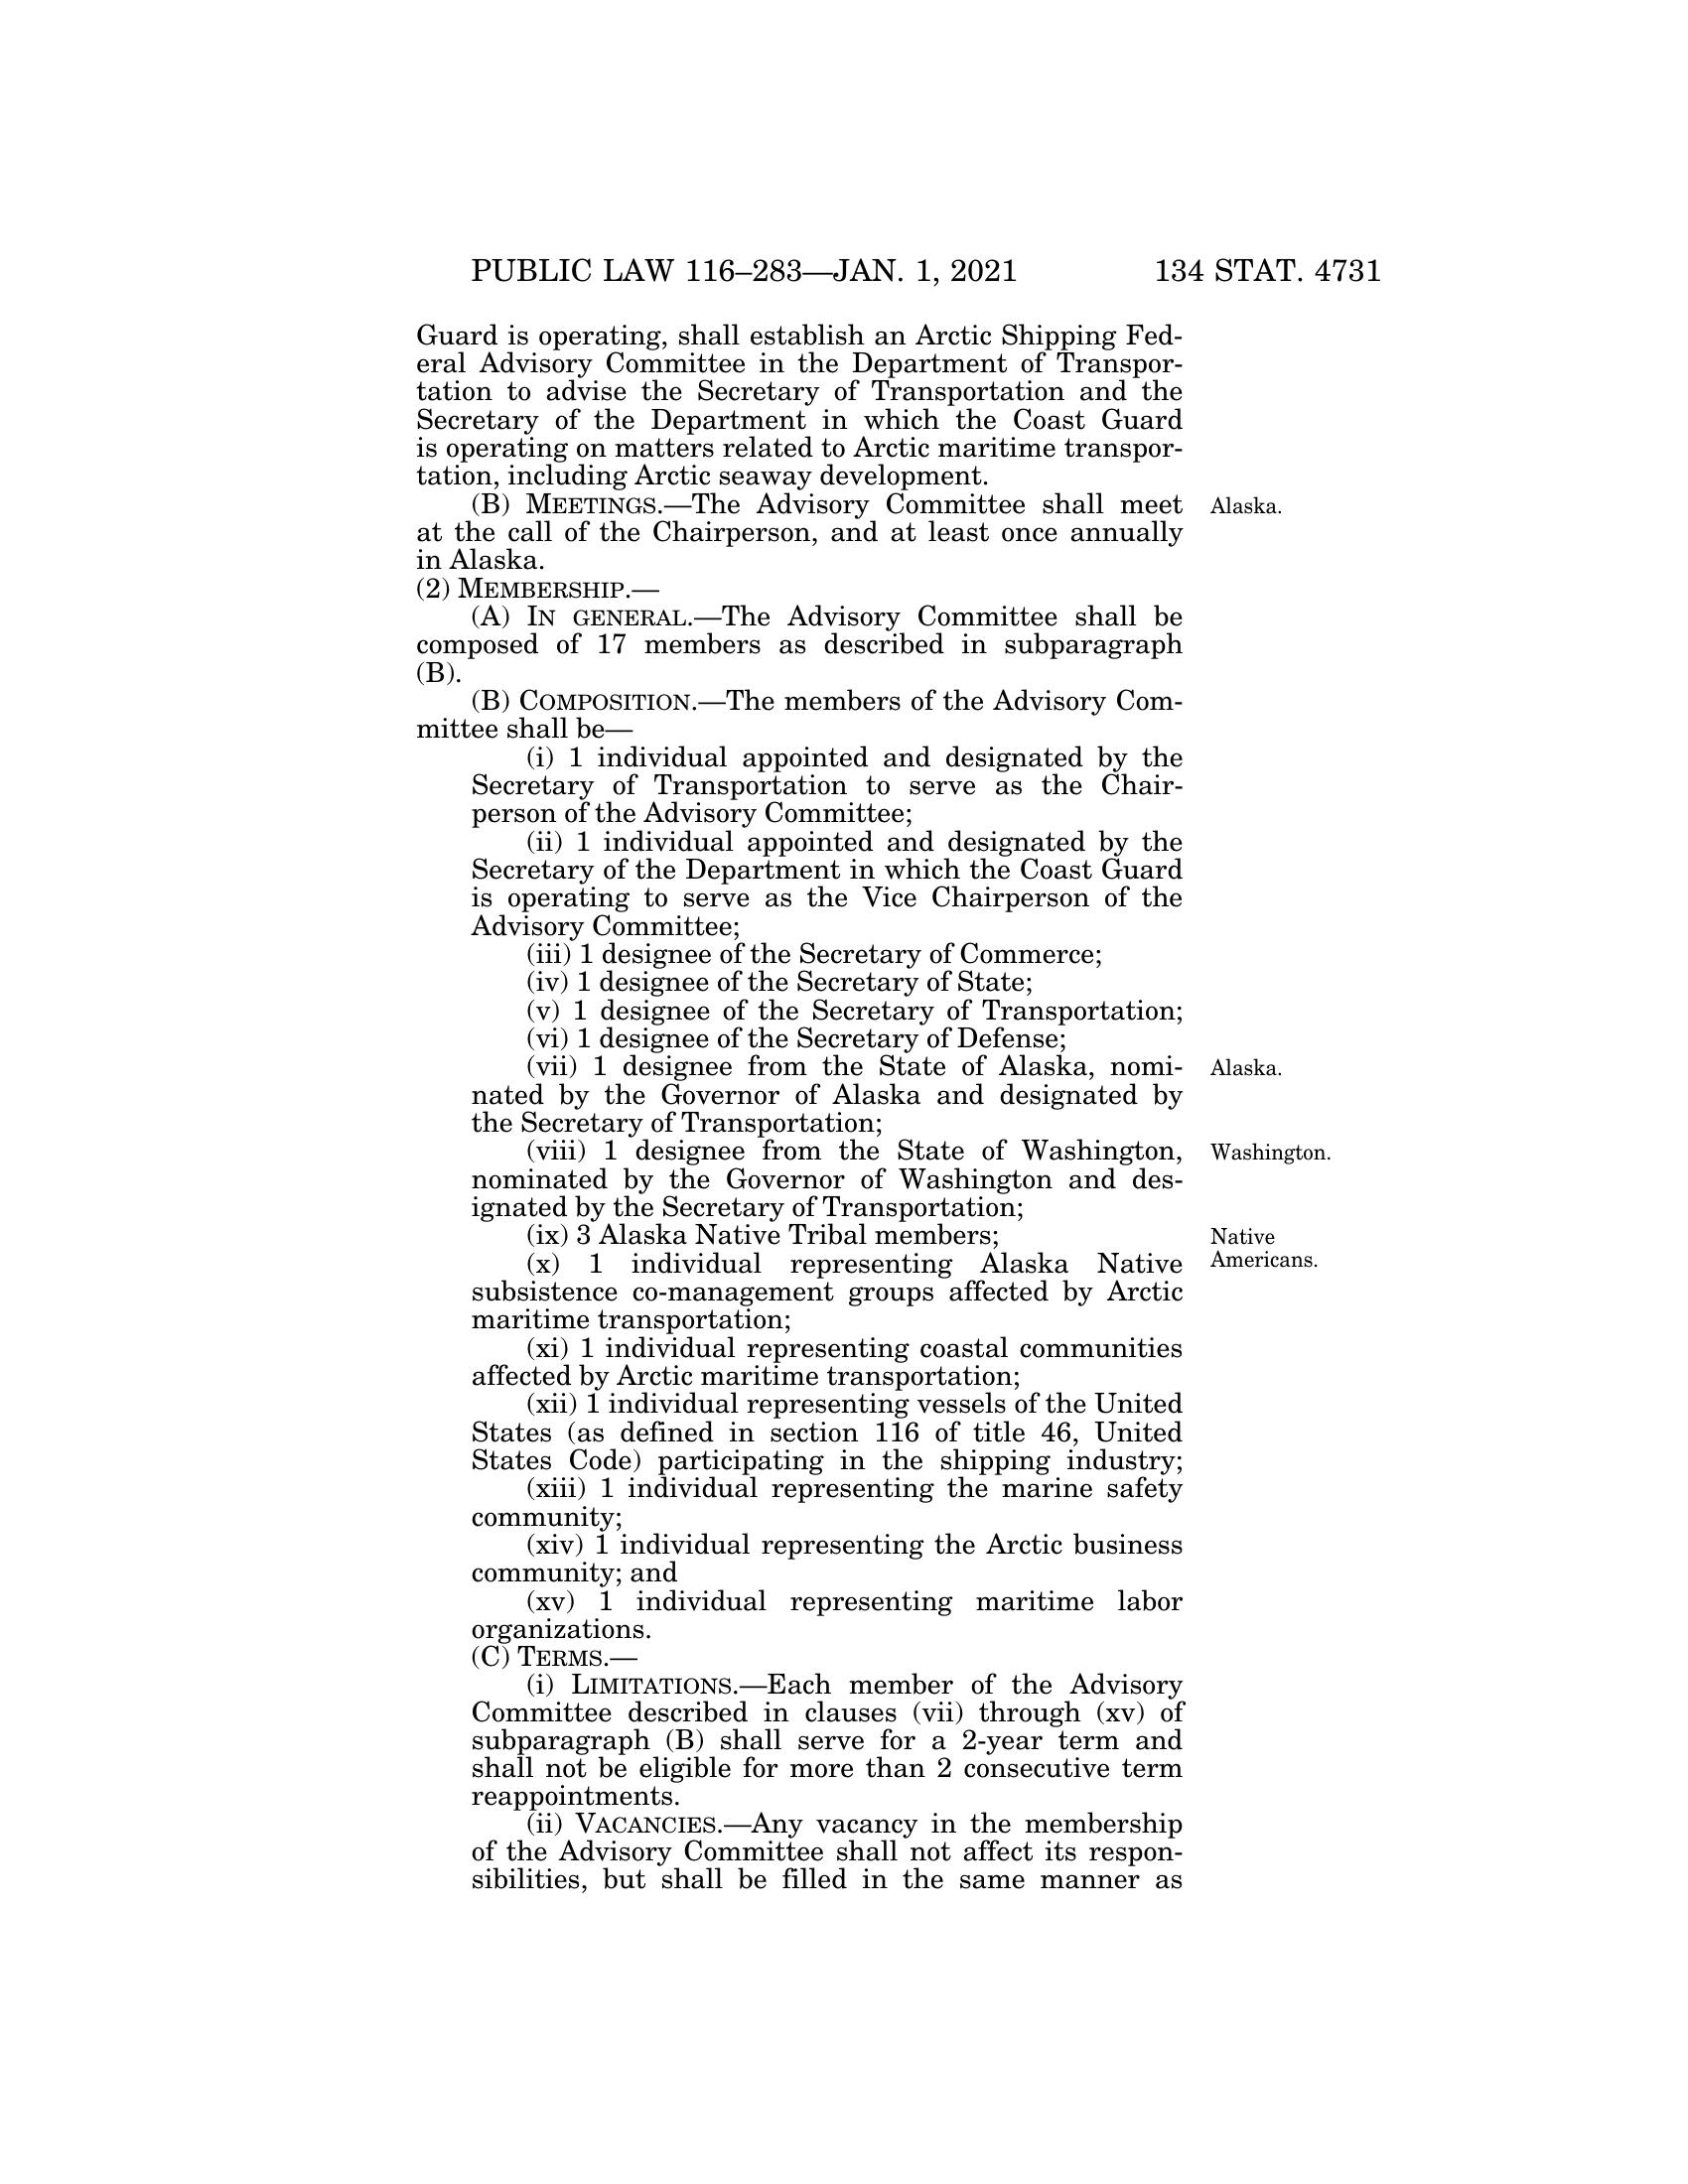 PUBLIC LAW 116–283—JAN. 1, 2021 134 STAT. 4731
Guard is operating, shall establish an Arctic Shipping Fed-
eral Advisory Committee in the Department of Transpor-
tation to advise the Secretary of Transportation and the
Secretary of the Department in which the Coast Guard
is operating on matters related to Arctic maritime transpor-
tation, including Arctic seaway development.
(B) MEETINGS.—The Advisory Committee shall meet
at the call of the Chairperson, and at least once annually
in Alaska.
Alaska.
(2) MEMBERSHIP.—
(A) IN GENERAL.—The Advisory Committee shall be
composed of 17 members as described in subparagraph
(B).
(B) COMPOSITION.—The members of the Advisory Com-
mittee shall be—
(i) 1 individual appointed and designated by the
Secretary of Transportation to serve as the Chair-
person of the Advisory Committee;
(ii) 1 individual appointed and designated by the
Secretary of the Department in which the Coast Guard
is operating to serve as the Vice Chairperson of the
Advisory Committee;
(iii) 1 designee of the Secretary of Commerce;
(iv) 1 designee of the Secretary of State;
(v) 1 designee of the Secretary of Transportation;
(vi) 1 designee of the Secretary of Defense;
(vii) 1 designee from the State of Alaska, nomi-
nated by the Governor of Alaska and designated by
the Secretary of Transportation;
Alaska.
(viii) 1 designee from the State of Washington,
nominated by the Governor of Washington and des-
ignated by the Secretary of Transportation;
Washington.
(ix) 3 Alaska Native Tribal members;
Native
Americans.
(x) 1 individual representing Alaska Native
subsistence co-management groups affected by Arctic
maritime transportation;
(xi) 1 individual representing coastal communities
affected by Arctic maritime transportation;
(xii) 1 individual representing vessels of the United
States (as defined in section 116 of title 46, United
States Code) participating in the shipping industry;
(xiii) 1 individual representing the marine safety
community;
(xiv) 1 individual representing the Arctic business
community; and
(xv) 1 individual representing maritime labor
organizations.
(C) TERMS.—
(i) LIMITATIONS.—Each member of the Advisory
Committee described in clauses (vii) through (xv) of
subparagraph (B) shall serve for a 2-year term and
shall not be eligible for more than 2 consecutive term
reappointments.
(ii) VACANCIES.—Any vacancy in the membership
of the Advisory Committee shall not affect its respon-
sibilities, but shall be filled in the same manner as